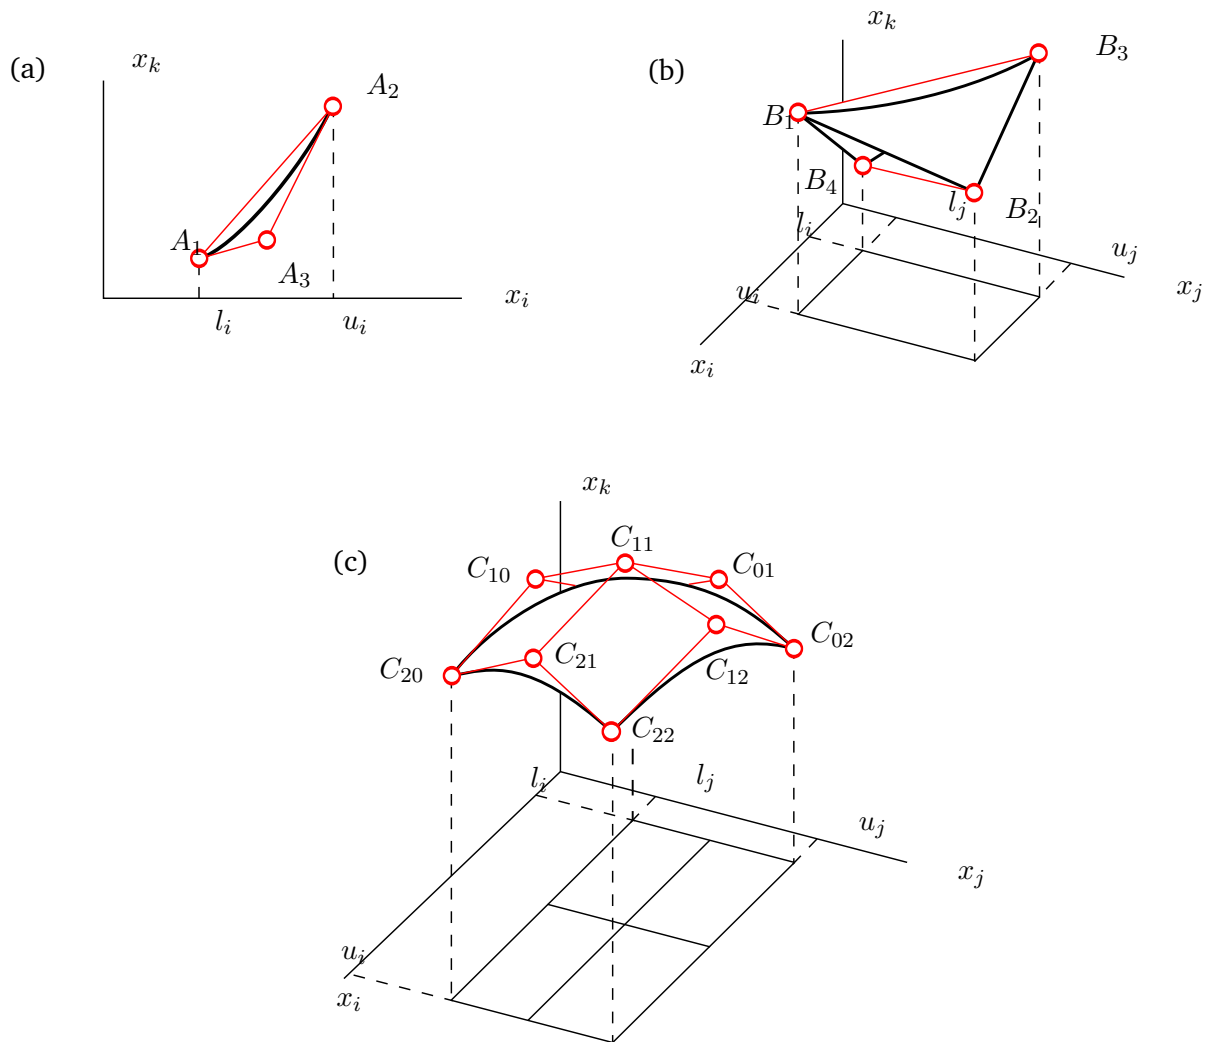 (a)
x_k
A_2
A_1
A_3
x_i
l_i
u_i
(b)
x_k
B_3
B_1
B_4
l_j
B_2
l_i
u_j
u_i
x_j
x_i
(c)
x_k
C_11
C_10
C_01
C_02
C_20
C_21
C_12
C_22
l_i
l_j
u_j
x_j
u_i
x_i